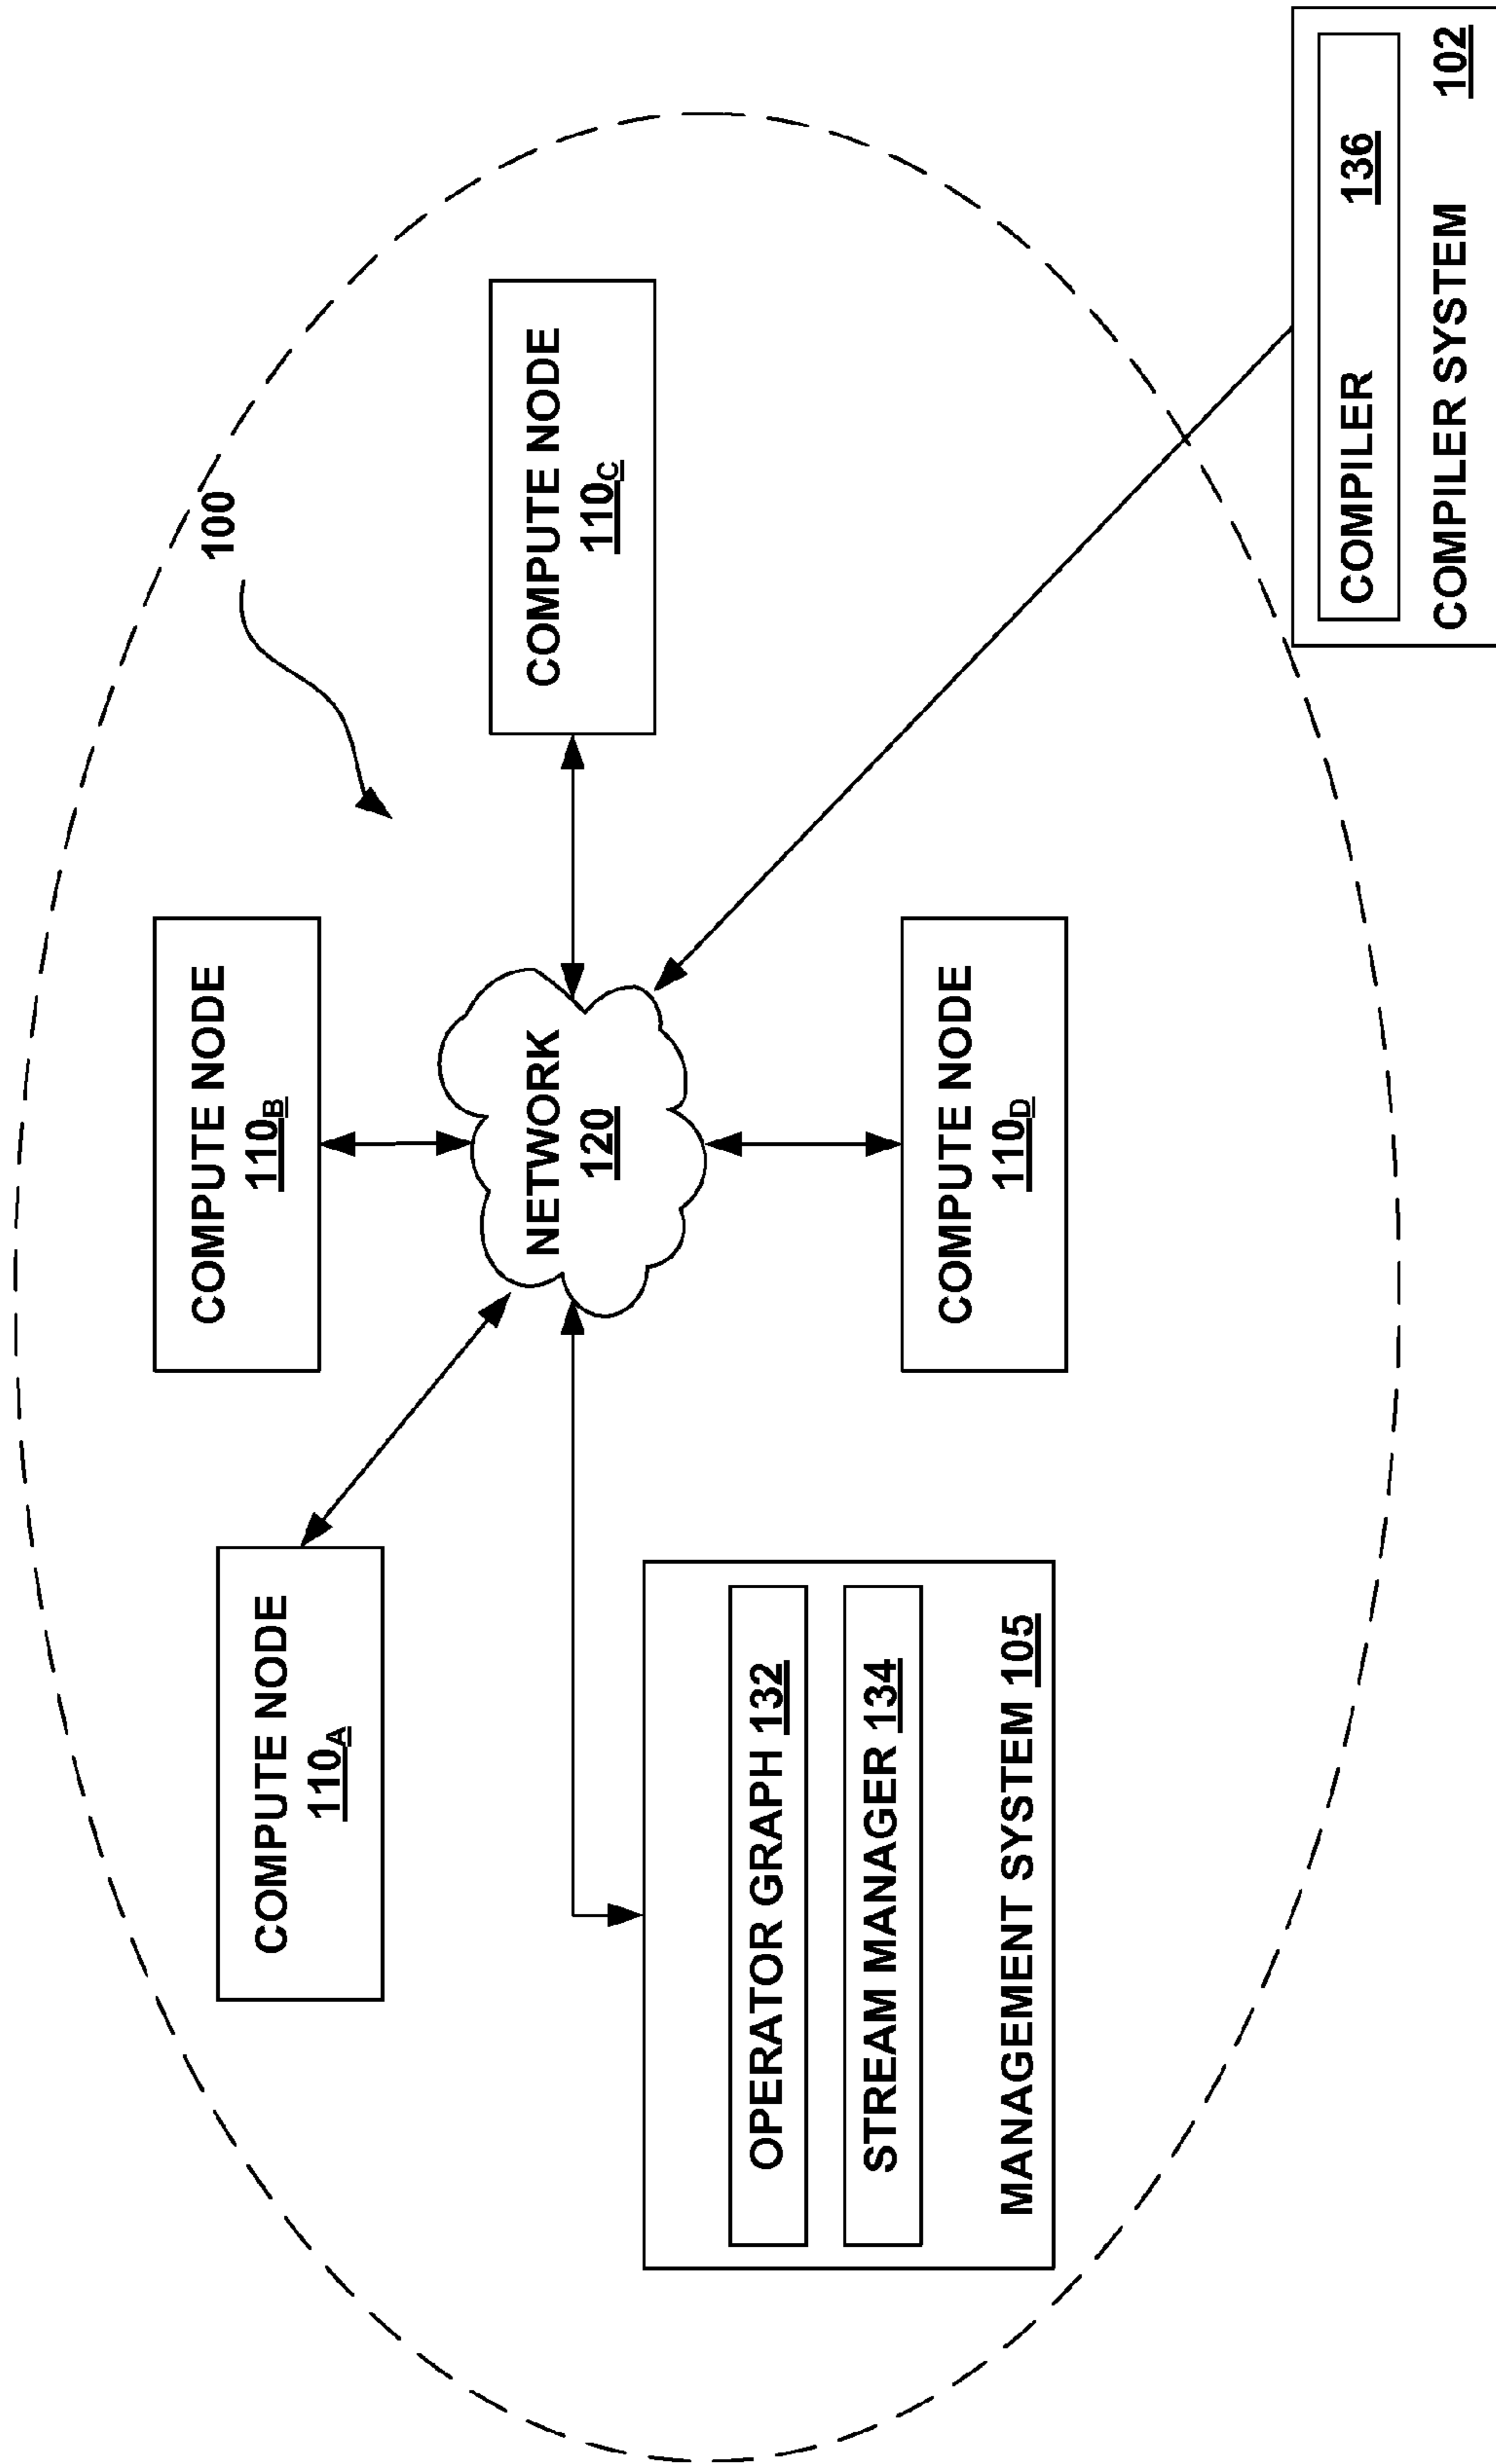 100
COMPUTE NODE
110A
COMPUTE NODE
110B
COMPUTE NODE
110C
NETWORK
120
COMPUTE NODE
110D
OPERATOR GRAPH 132
STREAM MANAGER 134
MANAGEMENT SYSTEM 105
COMPILER 136
COMPILER SYSTEM 102